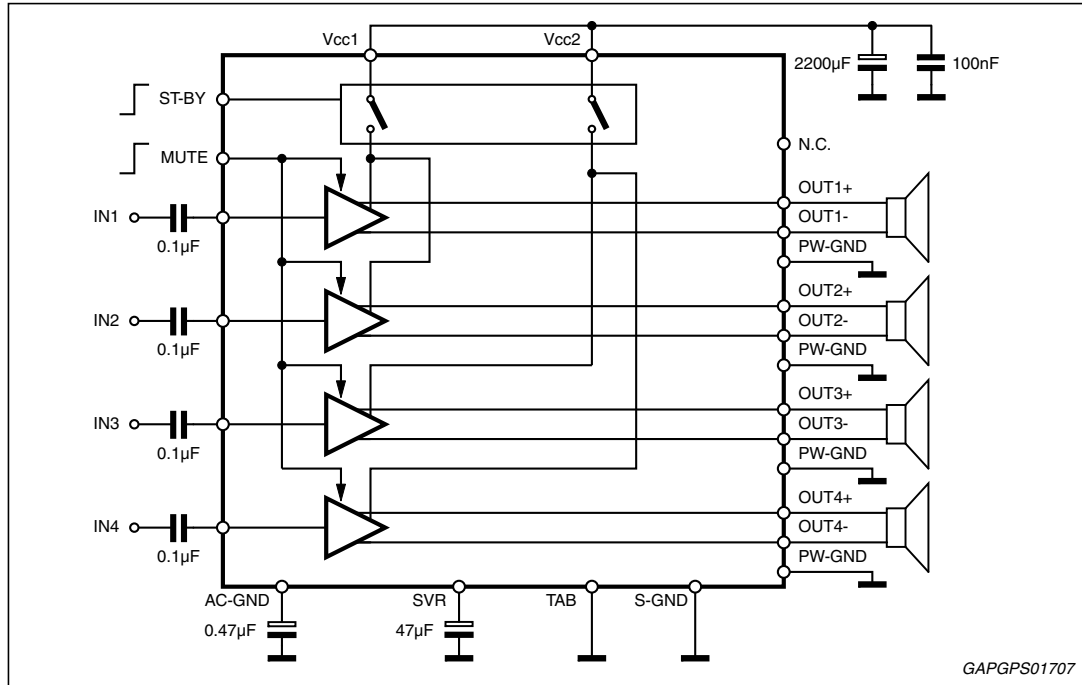 Vcc1
Vcc2
2200µF
100nF
ST-BY
N.C.
MUTE
OUT1+
IN1
OUT1-
0.1µF
PW-GND
OUT2+
IN2
OUT2-
0.1µF
PW-GND
OUT3+
IN3
OUT3-
0.1µF
PW-GND
OUT4+
IN4
OUT4-
0.1µF
PW-GND
AC-GND
SVR
TAB
S-GND
0.47µF
47µF
GAPGPS01707